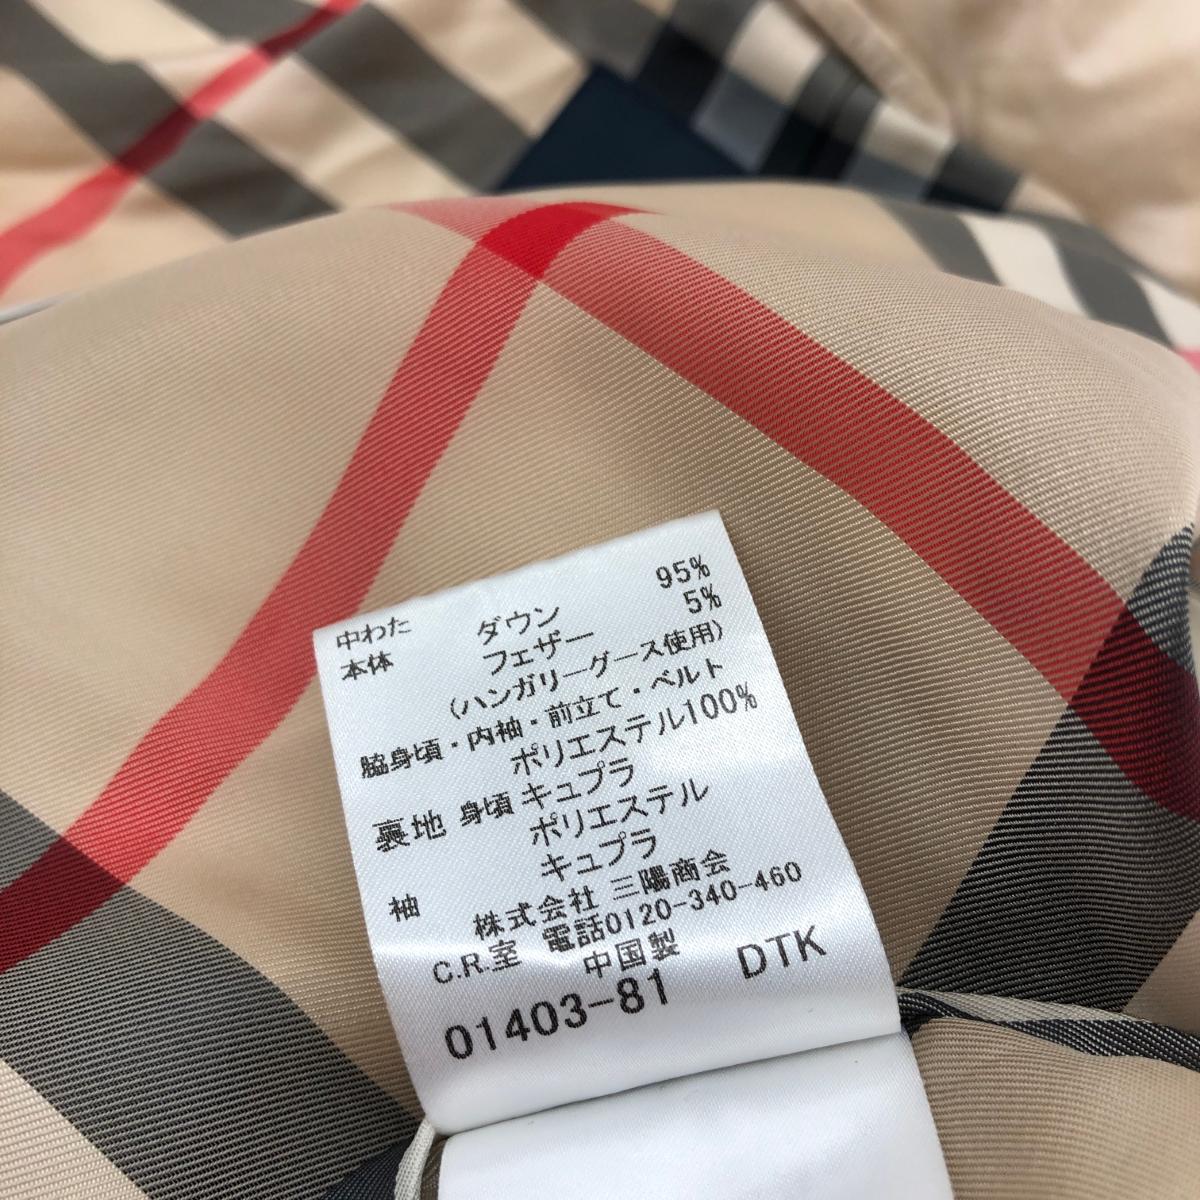 中わた 本体 ダウン 95%
フェザー 5%
(ハンガリーグース使用)
脇身頃・内袖・前立て・ベルト
ポリエステル100%
裏地 身頃 キュプラ
ポリエステル
袖 キュプラ
株式会社 三陽商会
C.R.室 電話0120-340-460
中国製
01403-81 DTK